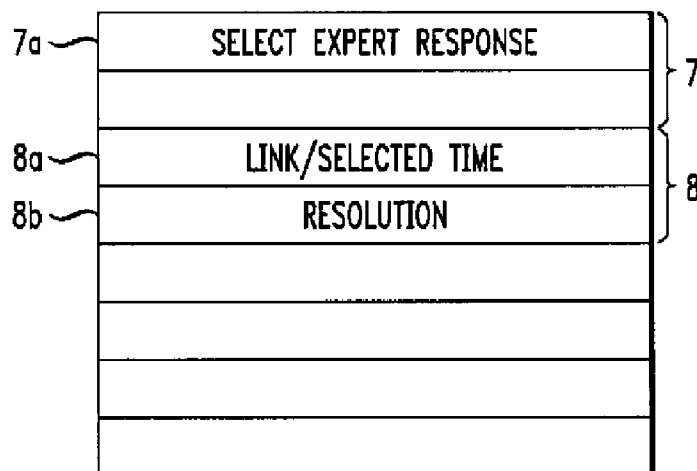 7a SELECT EXPERT RESPONSE
7
8a LINK/SELECTED TIME
8
8b RESOLUTION